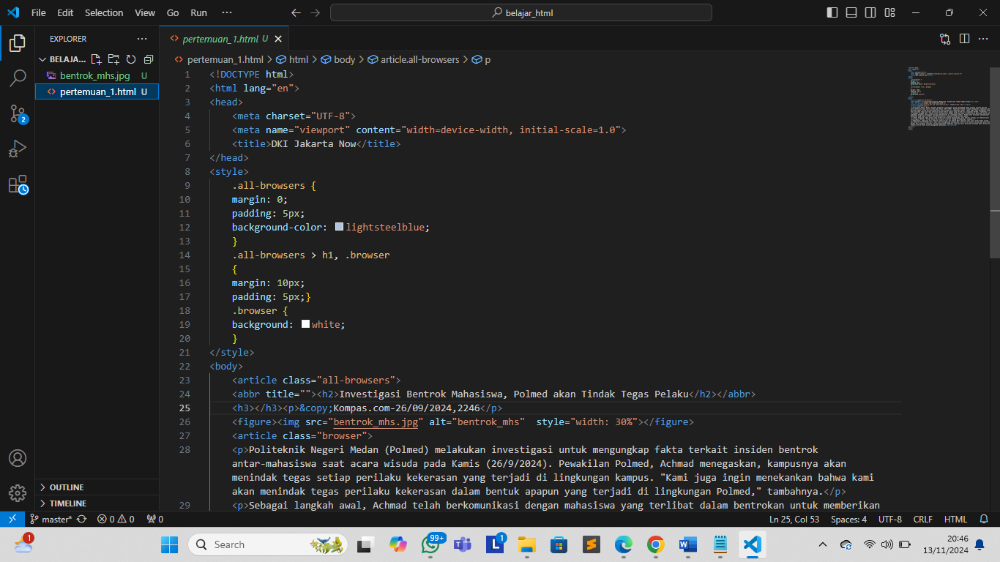 File Edit Selection View Go Run ···
belajar_html
EXPLORER ···
BELAJA...
bentrok_mhs.jpg U
pertemuan_1.html U
2
OUTLINE
TIMELINE
pertemuan_1.html U
pertemuan_1.html > html > body > article.all-browsers > p
1 <!DOCTYPE html>
2 <html lang="en">
3 <head>
4 <meta charset="UTF-8">
5 <meta name="viewport" content="width=device-width, initial-scale=1.0">
6 <title>DKI Jakarta Now</title>
7 </head>
8 <style>
9 .all-browsers {
10 margin: 0;
11 padding: 5px;
12 background-color: lightsteelblue;
13 }
14 .all-browsers > h1, .browser
15 {
16 margin: 10px;
17 padding: 5px;}
18 .browser {
19 background: white;
20 }
21 </style>
22 <body>
23 <article class="all-browsers">
24 <abbr title=""><h2>Investigasi Bentrok Mahasiswa, Polmed akan Tindak Tegas Pelaku</h2></abbr>
25 <h3></h3><p>&copy;Kompas.com-26/09/2024,2246</p>
26 <figure><img src="bentrok_mhs.jpg" alt="bentrok_mhs"  style="width: 30%"></figure>
27 <article class="browser">
28 <p>Politeknik Negeri Medan (Polmed) melakukan investigasi untuk mengungkap fakta terkait insiden bentrok
antar-mahasiswa saat acara wisuda pada Kamis (26/9/2024). Pewakilan Polmed, Achmad menegaskan, kampusnya akan
menindak tegas setiap perilaku kekerasan yang terjadi di lingkungan kampus. "Kami juga ingin menekankan bahwa kami
akan menindak tegas perilaku kekerasan dalam bentuk apapun yang terjadi di lingkungan Polmed," tambahnya.</p>
29 <p>Sebagai langkah awal, Achmad telah berkomunikasi dengan mahasiswa yang terlibat dalam bentrokan untuk memberikan
master* 0 0 0
Ln 25, Col 53 Spaces: 4 UTF-8 CRLF HTML
1
Search
99+
1
20:46
13/11/2024